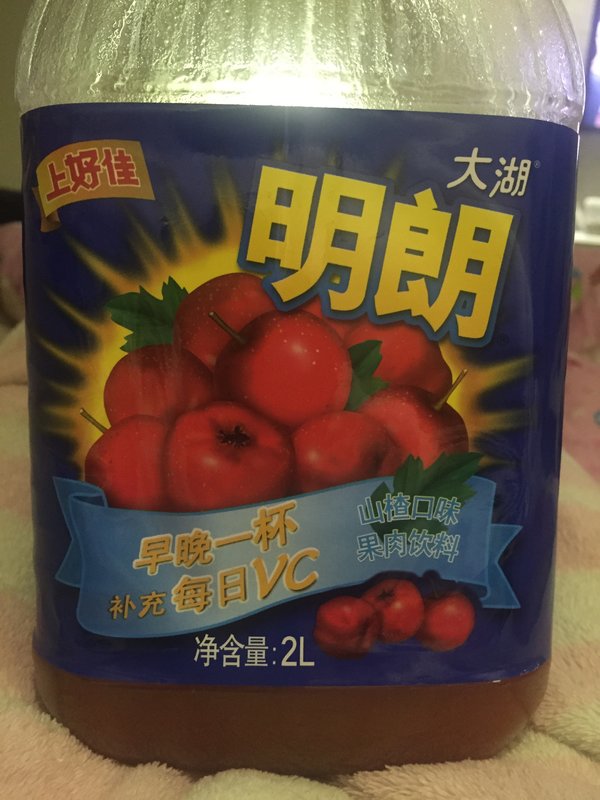 上好佳
大湖®
明朗
早晚一杯
补充每日VC
山楂口味
果肉饮料
净含量:2L